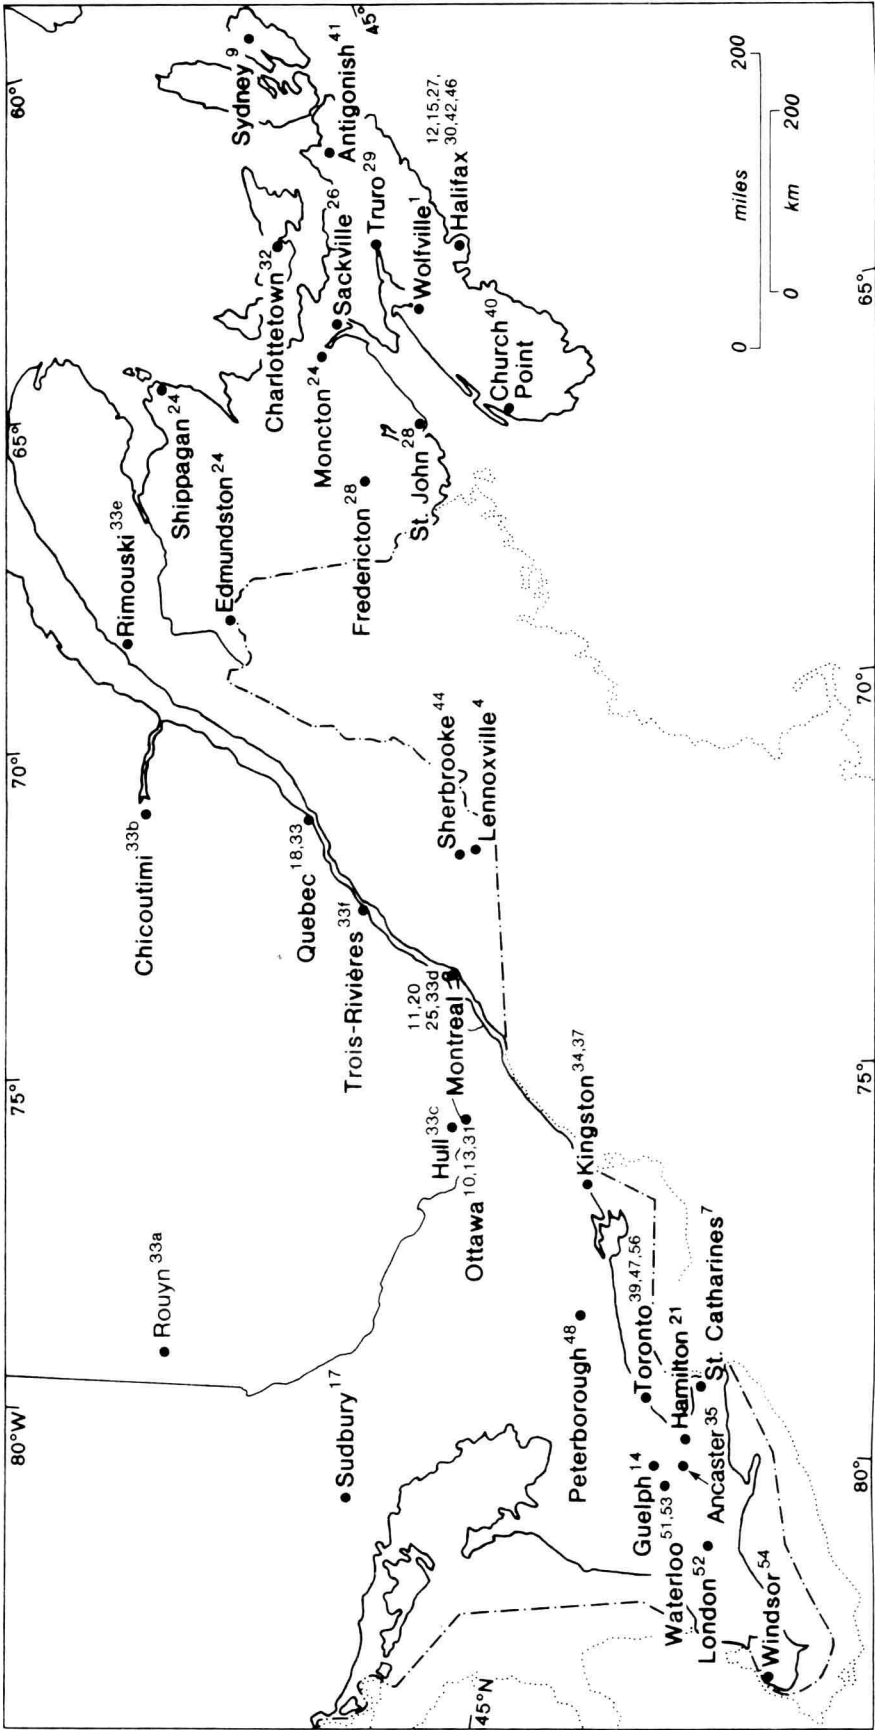 80°W
75°
70°
65°
60°
45°
Rouyn 33a
Sudbury 17
Chicoutimi 33b
Rimouski 33e
Shippagan 24
Edmundston 24
Quebec 18,33
Trois-Rivières 33f
11,20
25,33d
Montreal
Hull 33c
Ottawa 10,13,31
Sherbrooke 44
Lennoxville 4
Kingston 34,37
Peterborough 48
Toronto 39,47,56
Hamilton 21
St. Catharines 7
Guelph 14
Waterloo 51,53
Ancaster 35
London 52
Windsor 54
Sydney 9
Antigonish 41
Charlottetown 32
Sackville 26
Truro 29
Moncton 24
Wolfville 1
12,15,27,
30,42,46
Halifax
Fredericton 28
St. John 28
Church 40
Point
45°N
80°
75°
70°
65°
0 miles 200
0 km 200